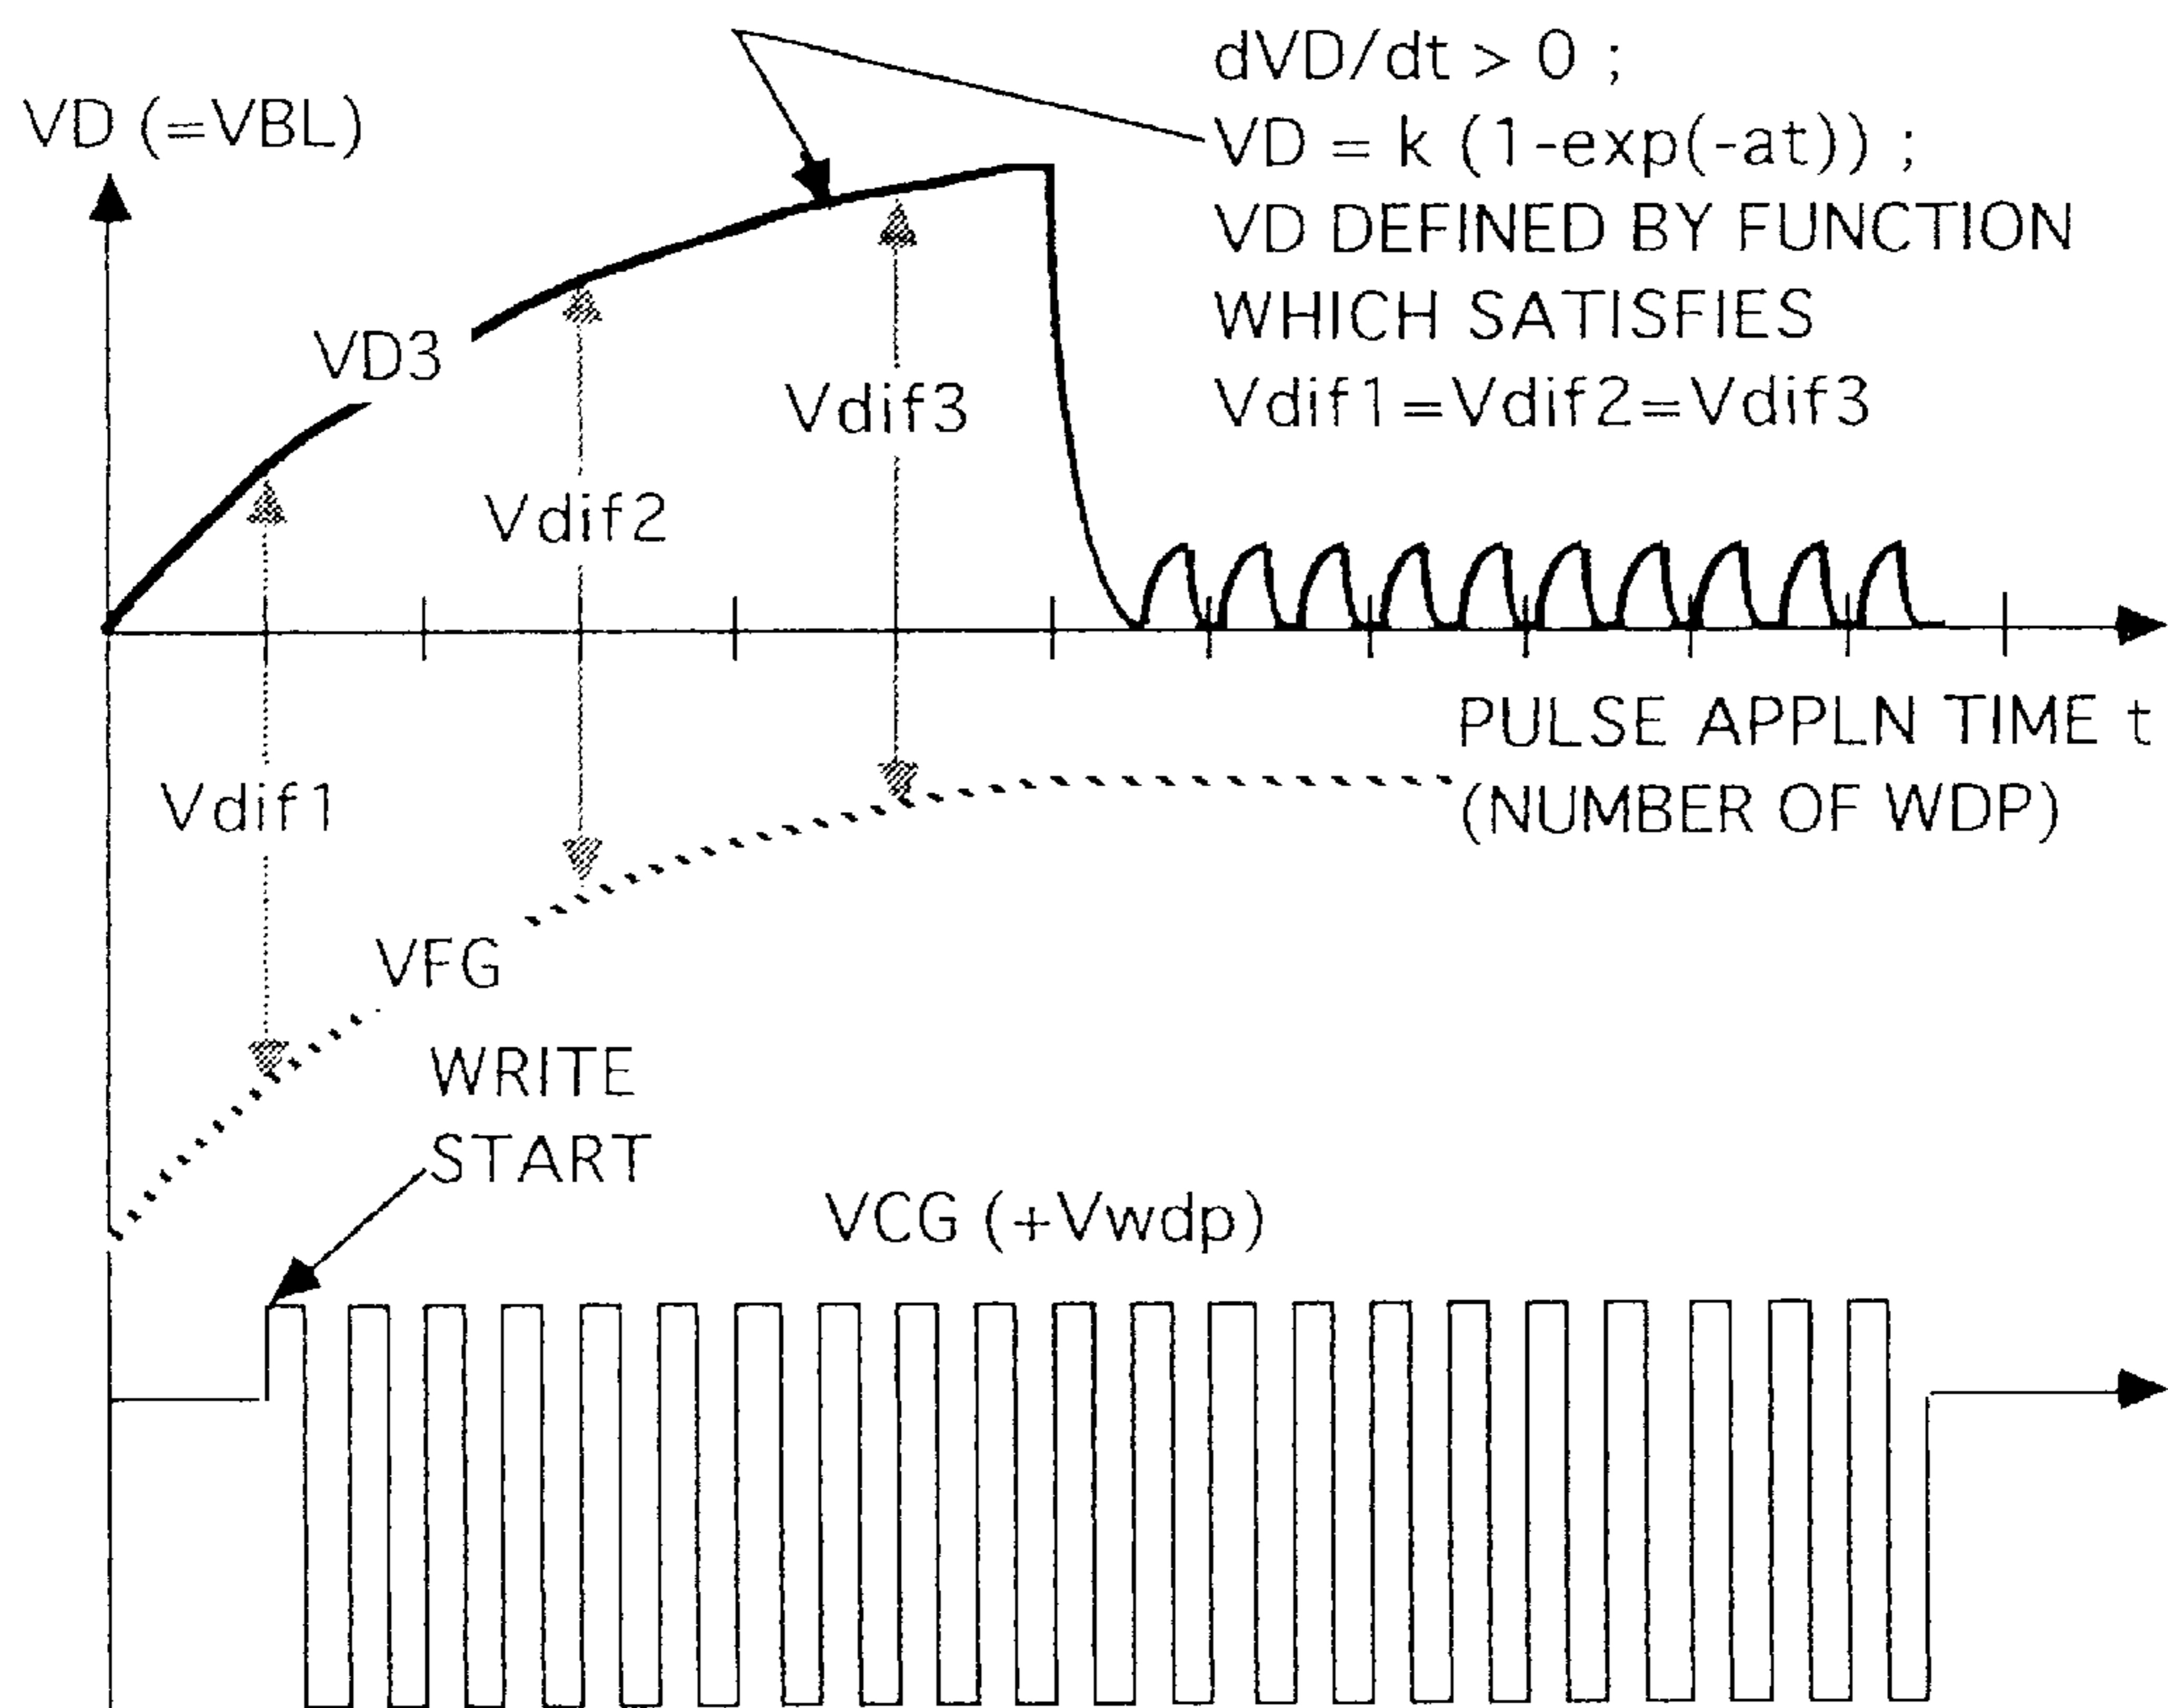 dVD/dt > 0 ;
VD (=VBL)
VD = k (1-exp(-at)) ;
VD DEFINED BY FUNCTION
WHICH SATISFIES
Vdif1=Vdif2=Vdif3
VD3
Vdif3
Vdif2
Vdif1
PULSE APPLN TIME t
(NUMBER OF WDP)
VFG
WRITE
START
VCG (+Vwdp)